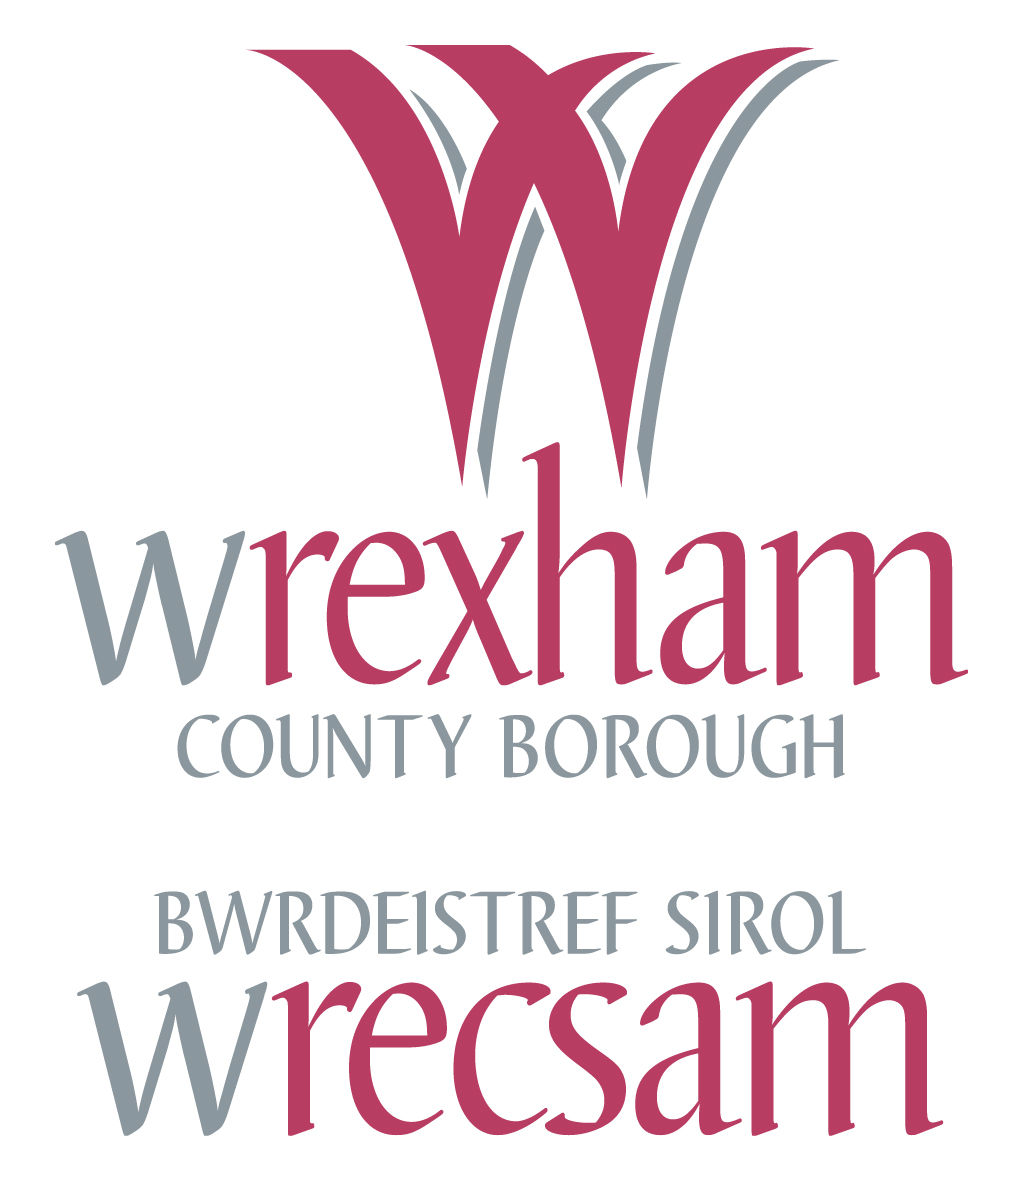 wrexham
COUNTY BOROUGH
BWRDEISTREF SIROL
wrecsam